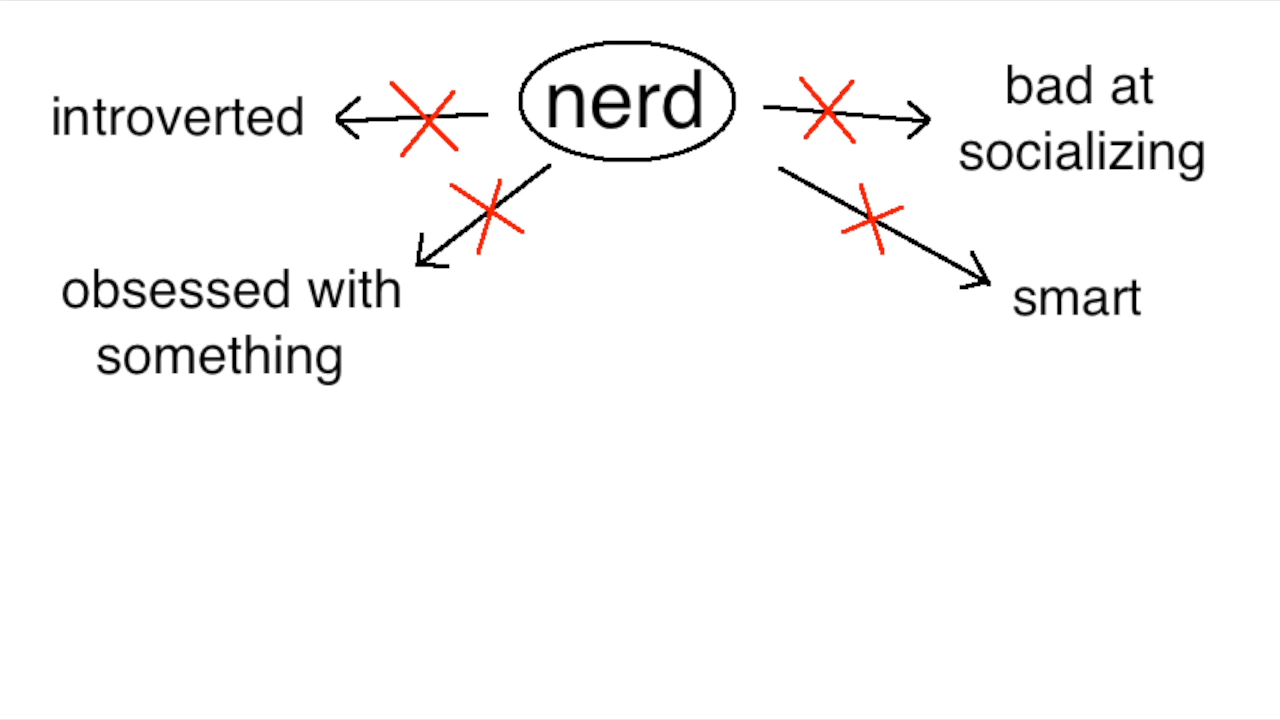 nerd
introverted
bad at
socializing
obsessed with
something
smart